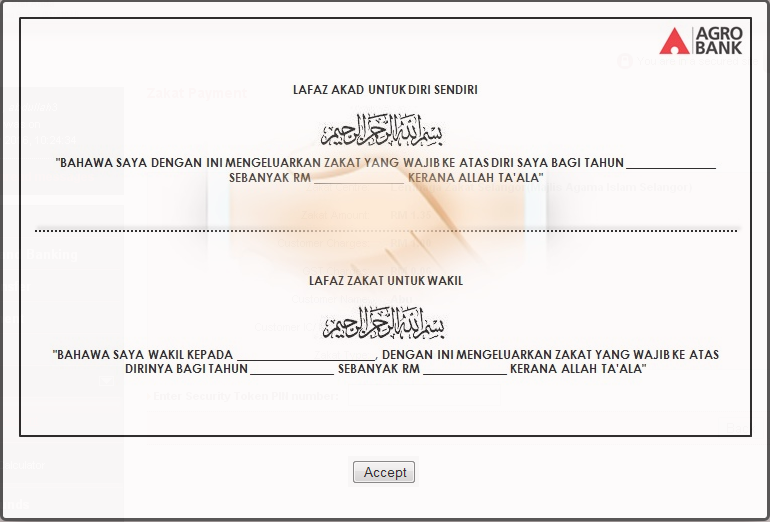 AGRO
BANK
Zakat Payment
LAFAZ AKAD UNTUK DIRI SENDIRI
بسم الله الرحمن الرحيم
"BAHAWA SAYA DENGAN INI MENGELUARKAN ZAKAT YANG WAJIB KE ATAS DIRI SAYA BAGI TAHUN ______________
SEBANYAK RM ______________ KERANA ALLAH TA'ALA"
LAFAZ ZAKAT UNTUK WAKIL
بسم الله الرحمن الرحيم
"BAHAWA SAYA WAKIL KEPADA _____________________, DENGAN INI MENGELUARKAN ZAKAT YANG WAJIB KE ATAS
DIRINYA BAGI TAHUN _____________ SEBANYAK RM _____________ KERANA ALLAH TA'ALA"
Enter Security Token PIN number:
Accept